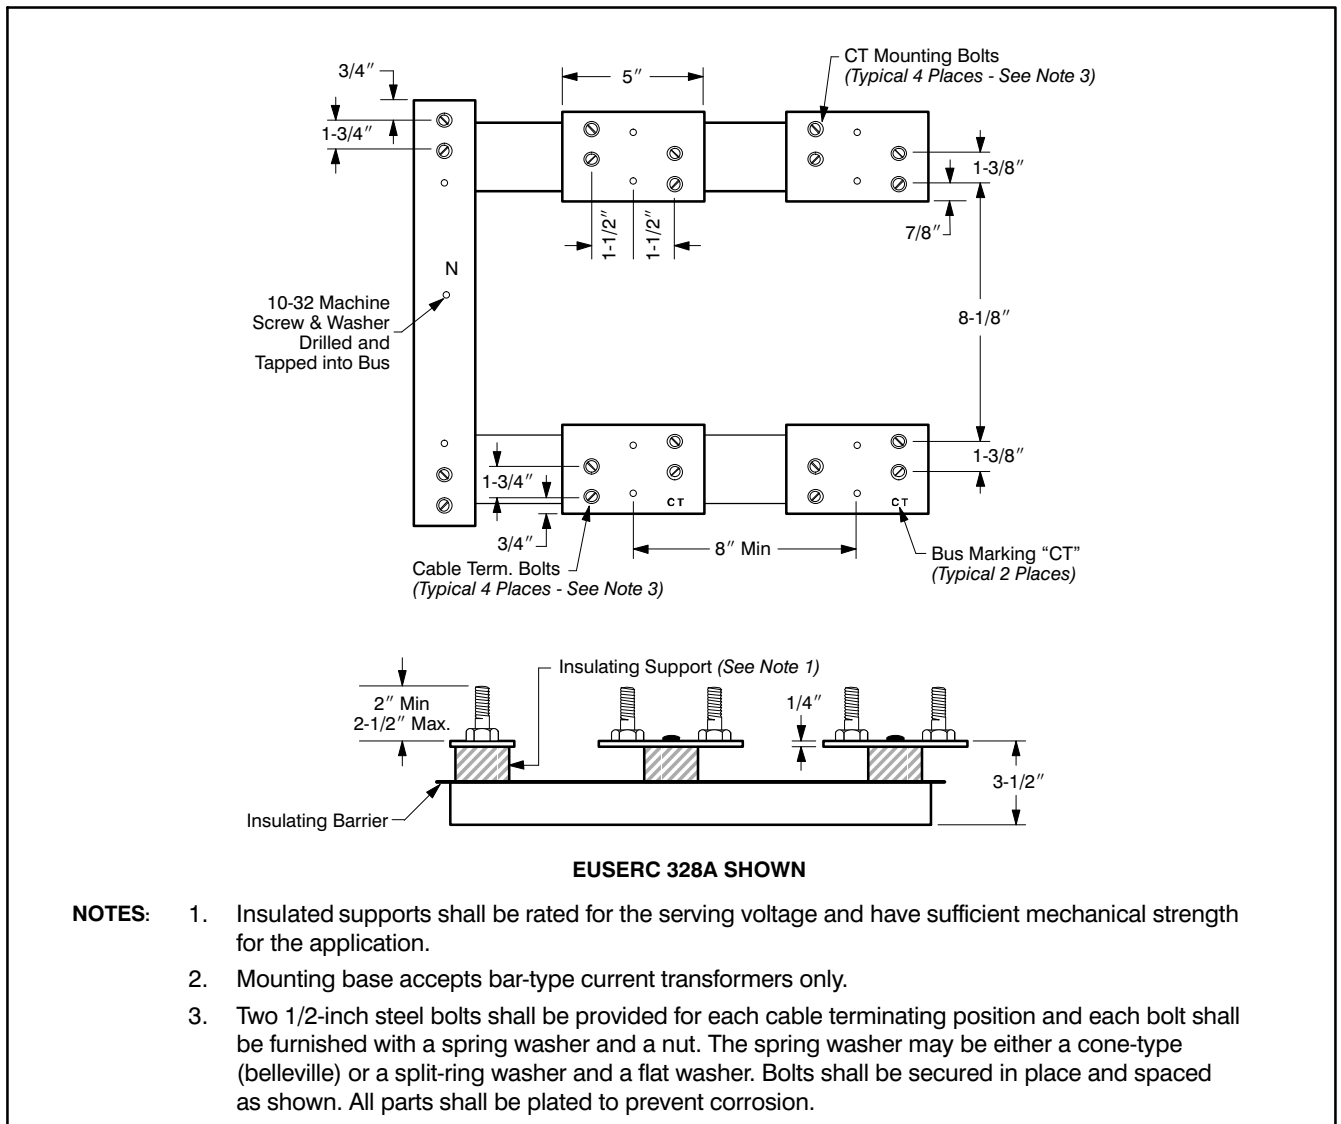 CT Mounting Bolts
(Typical 4 Places - See Note 3)
3/4″
5″
1-3/4″
1-3/8″
7/8″
1-1/2″
1-1/2″
N
10-32 Machine
Screw & Washer
Drilled and
Tapped into Bus
8-1/8″
1-3/8″
1-3/4″
CT
CT
3/4″
8″ Min
Cable Term. Bolts
(Typical 4 Places - See Note 3)
Bus Marking “CT”
(Typical 2 Places)
Insulating Support (See Note 1)
2″ Min
2-1/2″ Max.
1/4″
3-1/2″
Insulating Barrier
EUSERC 328A SHOWN
NOTES: 1. Insulated supports shall be rated for the serving voltage and have sufficient mechanical strength
for the application.
2. Mounting base accepts bar-type current transformers only.
3. Two 1/2-inch steel bolts shall be provided for each cable terminating position and each bolt shall
be furnished with a spring washer and a nut. The spring washer may be either a cone-type
(belleville) or a split-ring washer and a flat washer. Bolts shall be secured in place and spaced
as shown. All parts shall be plated to prevent corrosion.